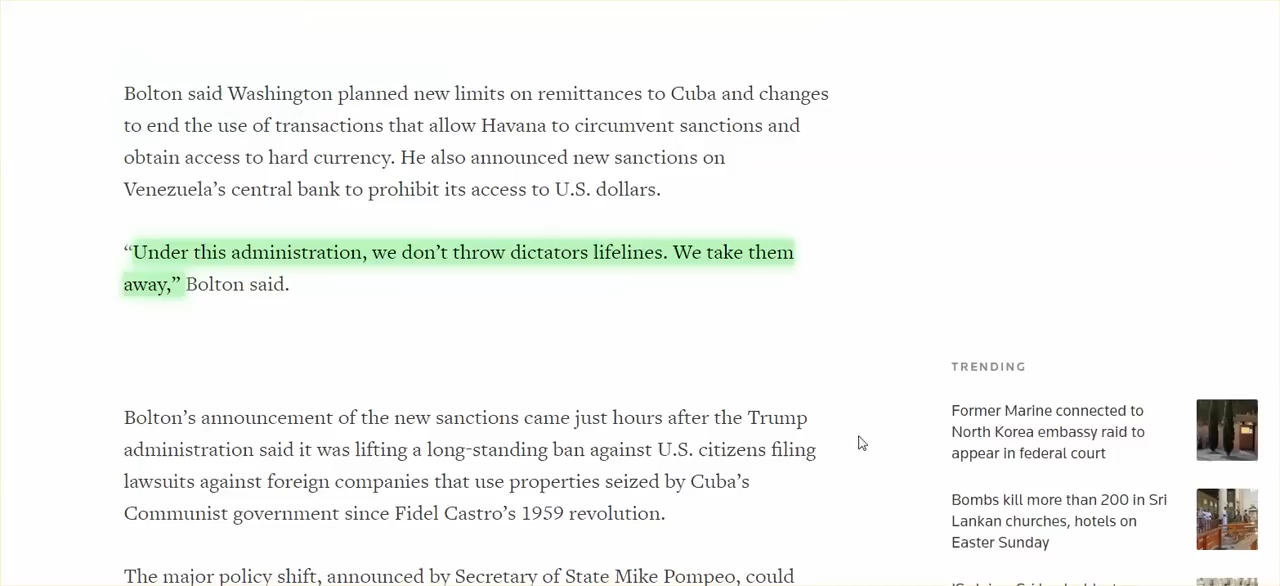 Bolton said Washington planned new limits on remittances to Cuba and changes
to end the use of transactions that allow Havana to circumvent sanctions and
obtain access to hard currency. He also announced new sanctions on
Venezuela’s central bank to prohibit its access to U.S. dollars.
“Under this administration, we don’t throw dictators lifelines. We take them
away,” Bolton said.
Bolton’s announcement of the new sanctions came just hours after the Trump
administration said it was lifting a long-standing ban against U.S. citizens filing
lawsuits against foreign companies that use properties seized by Cuba’s
Communist government since Fidel Castro’s 1959 revolution.
The major policy shift, announced by Secretary of State Mike Pompeo, could
TRENDING
Former Marine connected to
North Korea embassy raid to
appear in federal court
Bombs kill more than 200 in Sri
Lankan churches, hotels on
Easter Sunday